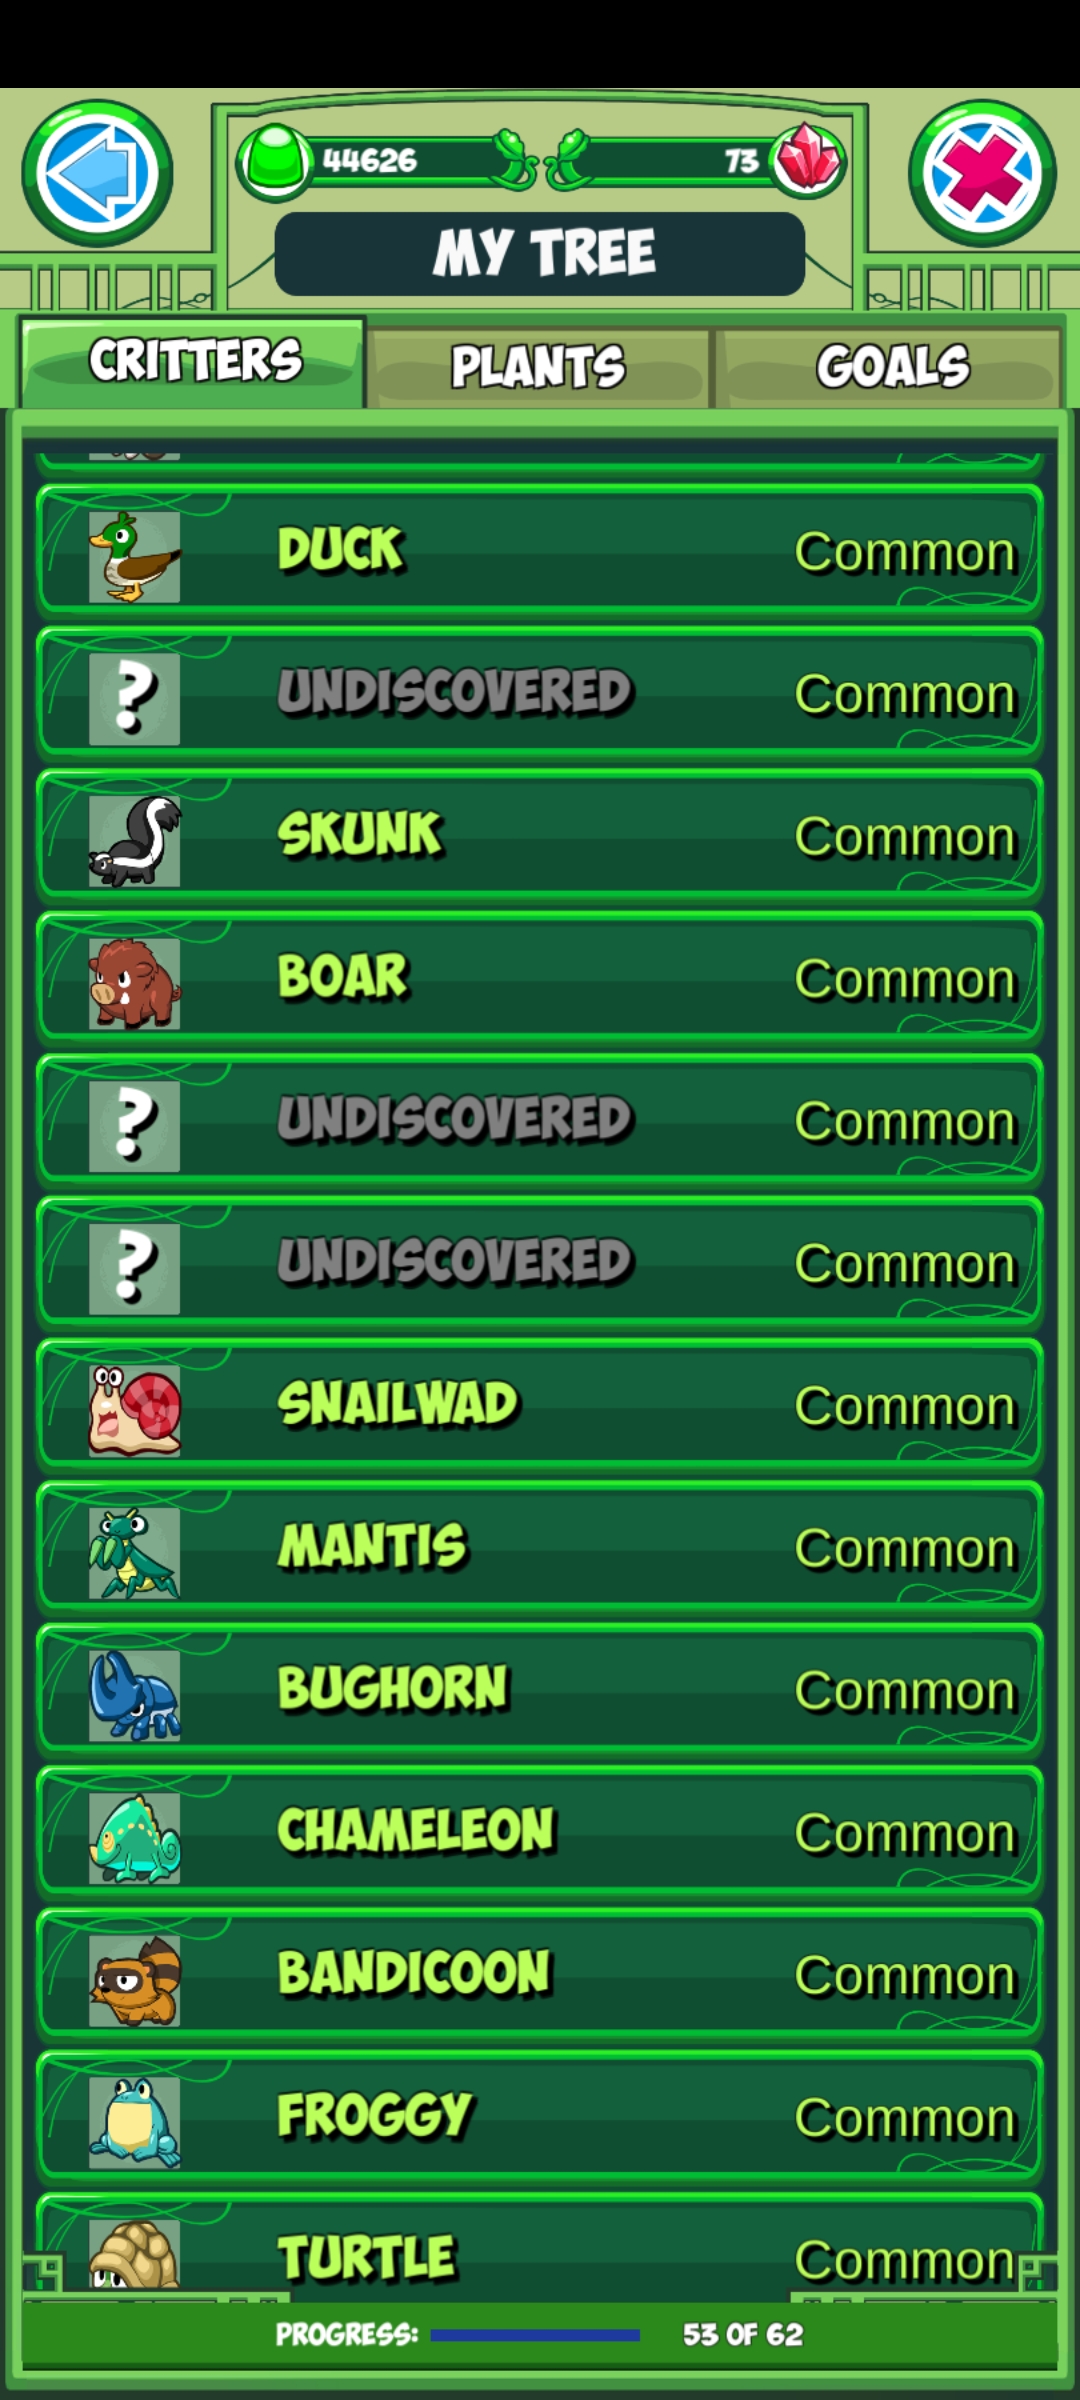 44626
73
MY TREE
CRITTERS
PLANTS
GOALS
DUCK Common
? UNDISCOVERED Common
SKUNK Common
BOAR Common
? UNDISCOVERED Common
? UNDISCOVERED Common
SNAILWAD Common
MANTIS Common
BUGHORN Common
CHAMELEON Common
BANDICOON Common
FROGGY Common
TURTLE Common
PROGRESS: 53 OF 62